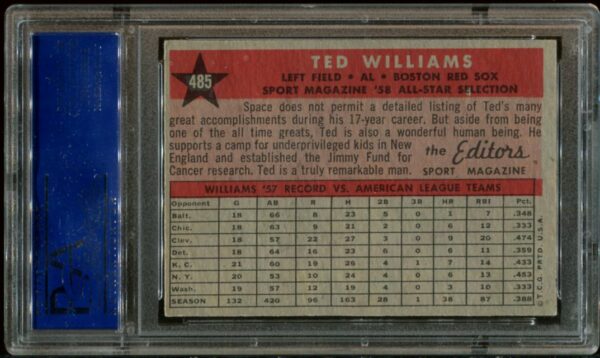 485
TED WILLIAMS
LEFT FIELD • AL • BOSTON RED SOX
SPORT MAGAZINE '58 ALL-STAR SELECTION
Space does not permit a detailed listing of Ted's many
great accomplishments during his 17-year career. But aside from being
one of the all time greats, Ted is also a wonderful human being. He
supports a camp for underprivileged kids in New
England and established the Jimmy Fund for
Cancer research. Ted is a truly remarkable man.
the Editors
SPORT MAGAZINE
WILLIAMS '57 RECORD VS. AMERICAN LEAGUE TEAMS
Opponent G AB R H 2B 3B HR RBI Pct.
Balt. 18 66 8 23 5 0 1 7 .348
Chic. 18 63 9 21 2 0 6 12 .333
Clev. 18 57 22 27 3 0 9 20 .474
Det. 18 64 16 23 6 0 6 11 .359
K. C. 21 60 19 26 4 1 7 14 .433
N. Y. 20 53 10 24 4 0 4 13 .453
Wash. 19 57 12 19 4 0 5 10 .333
SEASON 132 420 96 163 28 1 38 87 .388
© T.C.G. PRTD. U.S.A.
PSA